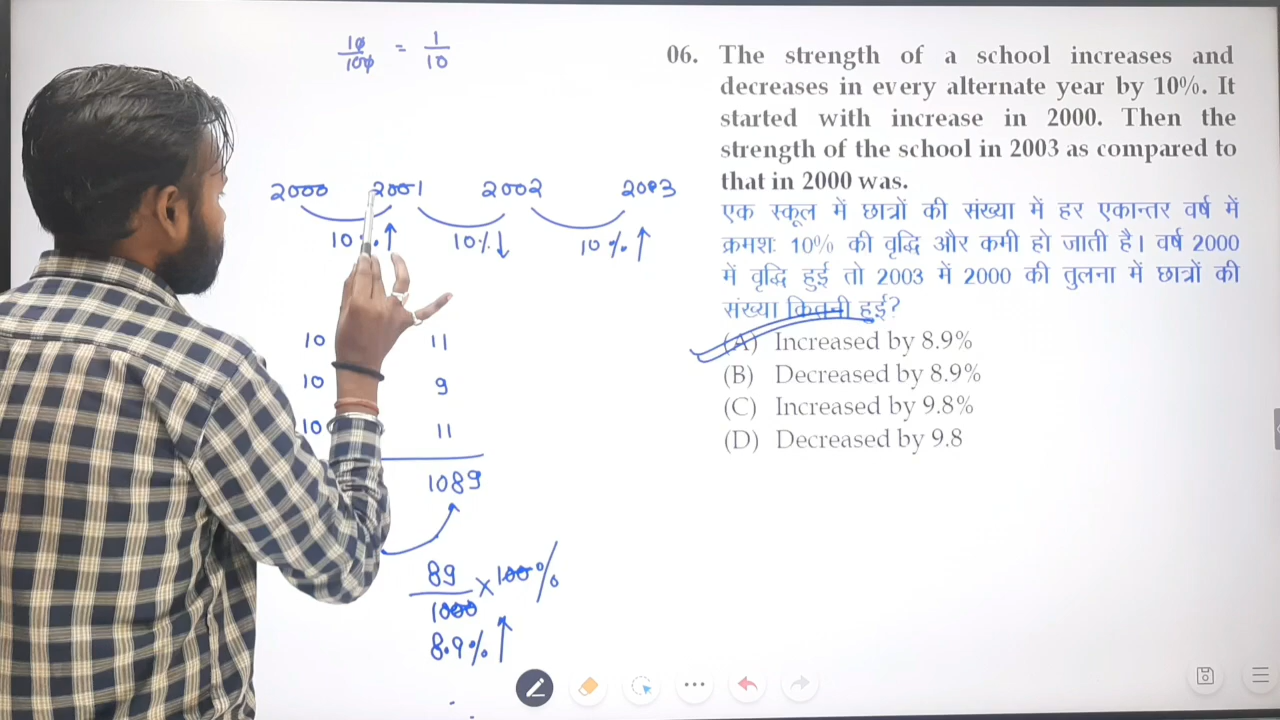 10/100 = 1/10
2000 2001 2002 2003
10%↑ 10%↓ 10%↑
10 11
10 9
10 11
1089
89/1000 × 100%
8.9%↑
06. The strength of a school increases and
decreases in every alternate year by 10%. It
started with increase in 2000. Then the
strength of the school in 2003 as compared to
that in 2000 was.
एक स्कूल में छात्रों की संख्या में हर एकान्तर वर्ष में
क्रमशः 10% की वृद्धि और कमी हो जाती है। वर्ष 2000
में वृद्धि हुई तो 2003 में 2000 की तुलना में छात्रों की
संख्या कितनी हुई?
(A) Increased by 8.9%
(B) Decreased by 8.9%
(C) Increased by 9.8%
(D) Decreased by 9.8